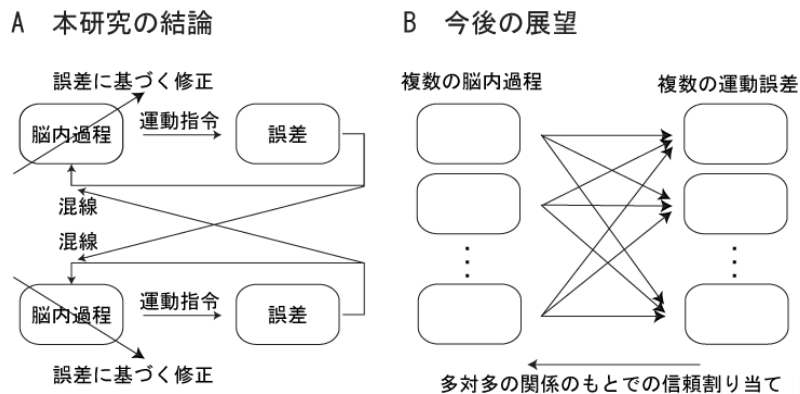 A 本研究の結論
誤差に基づく修正
脳内過程
運動指令
誤差
混線
混線
脳内過程
運動指令
誤差
誤差に基づく修正
B 今後の展望
複数の脳内過程
複数の運動誤差
多対多の関係のもとでの信頼割り当て